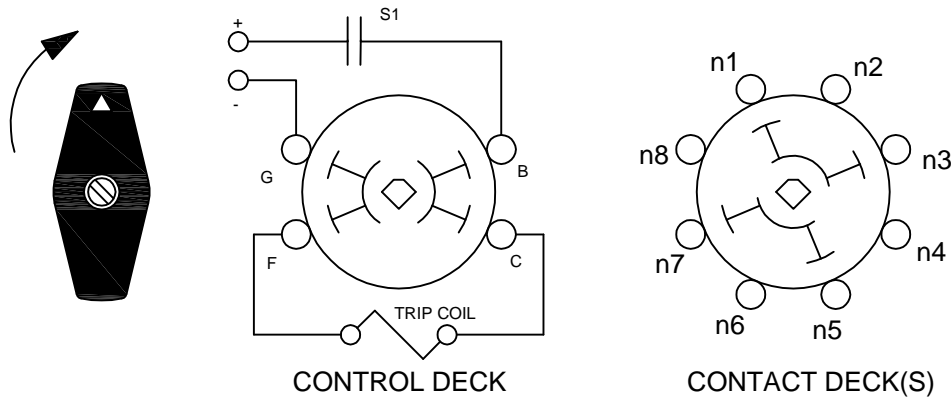 S1
+
-
G
B
F
C
TRIP COIL
CONTROL DECK
n1
n2
n8
n3
n7
n4
n6
n5
CONTACT DECK(S)